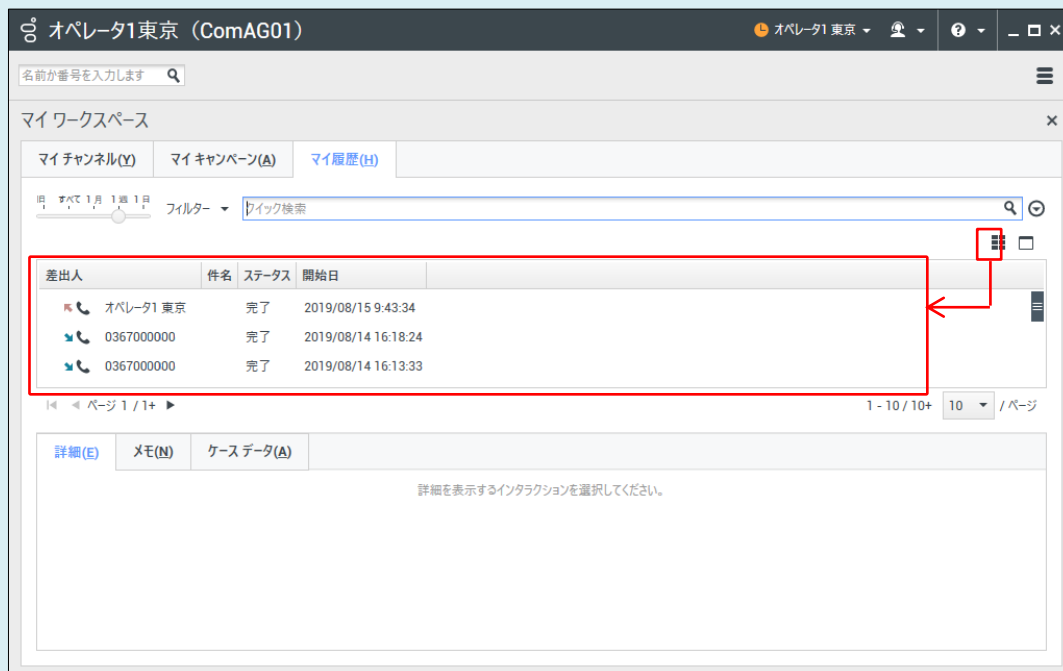 オペレータ1東京（ComAG01）
オペレータ1 東京
名前か番号を入力します
マイ ワークスペース
マイ チャンネル(Y) マイ キャンペーン(A) マイ履歴(H)
旧 すべて 1月 1週 1日
フィルター クイック検索
差出人 件名 ステータス 開始日
オペレータ1 東京 完了 2019/08/15 9:43:34
0367000000 完了 2019/08/14 16:18:24
0367000000 完了 2019/08/14 16:13:33
ページ 1 / 1+ 1 - 10 / 10+ 10 / ページ
詳細(E) メモ(N) ケース データ(A)
詳細を表示するインタラクションを選択してください。